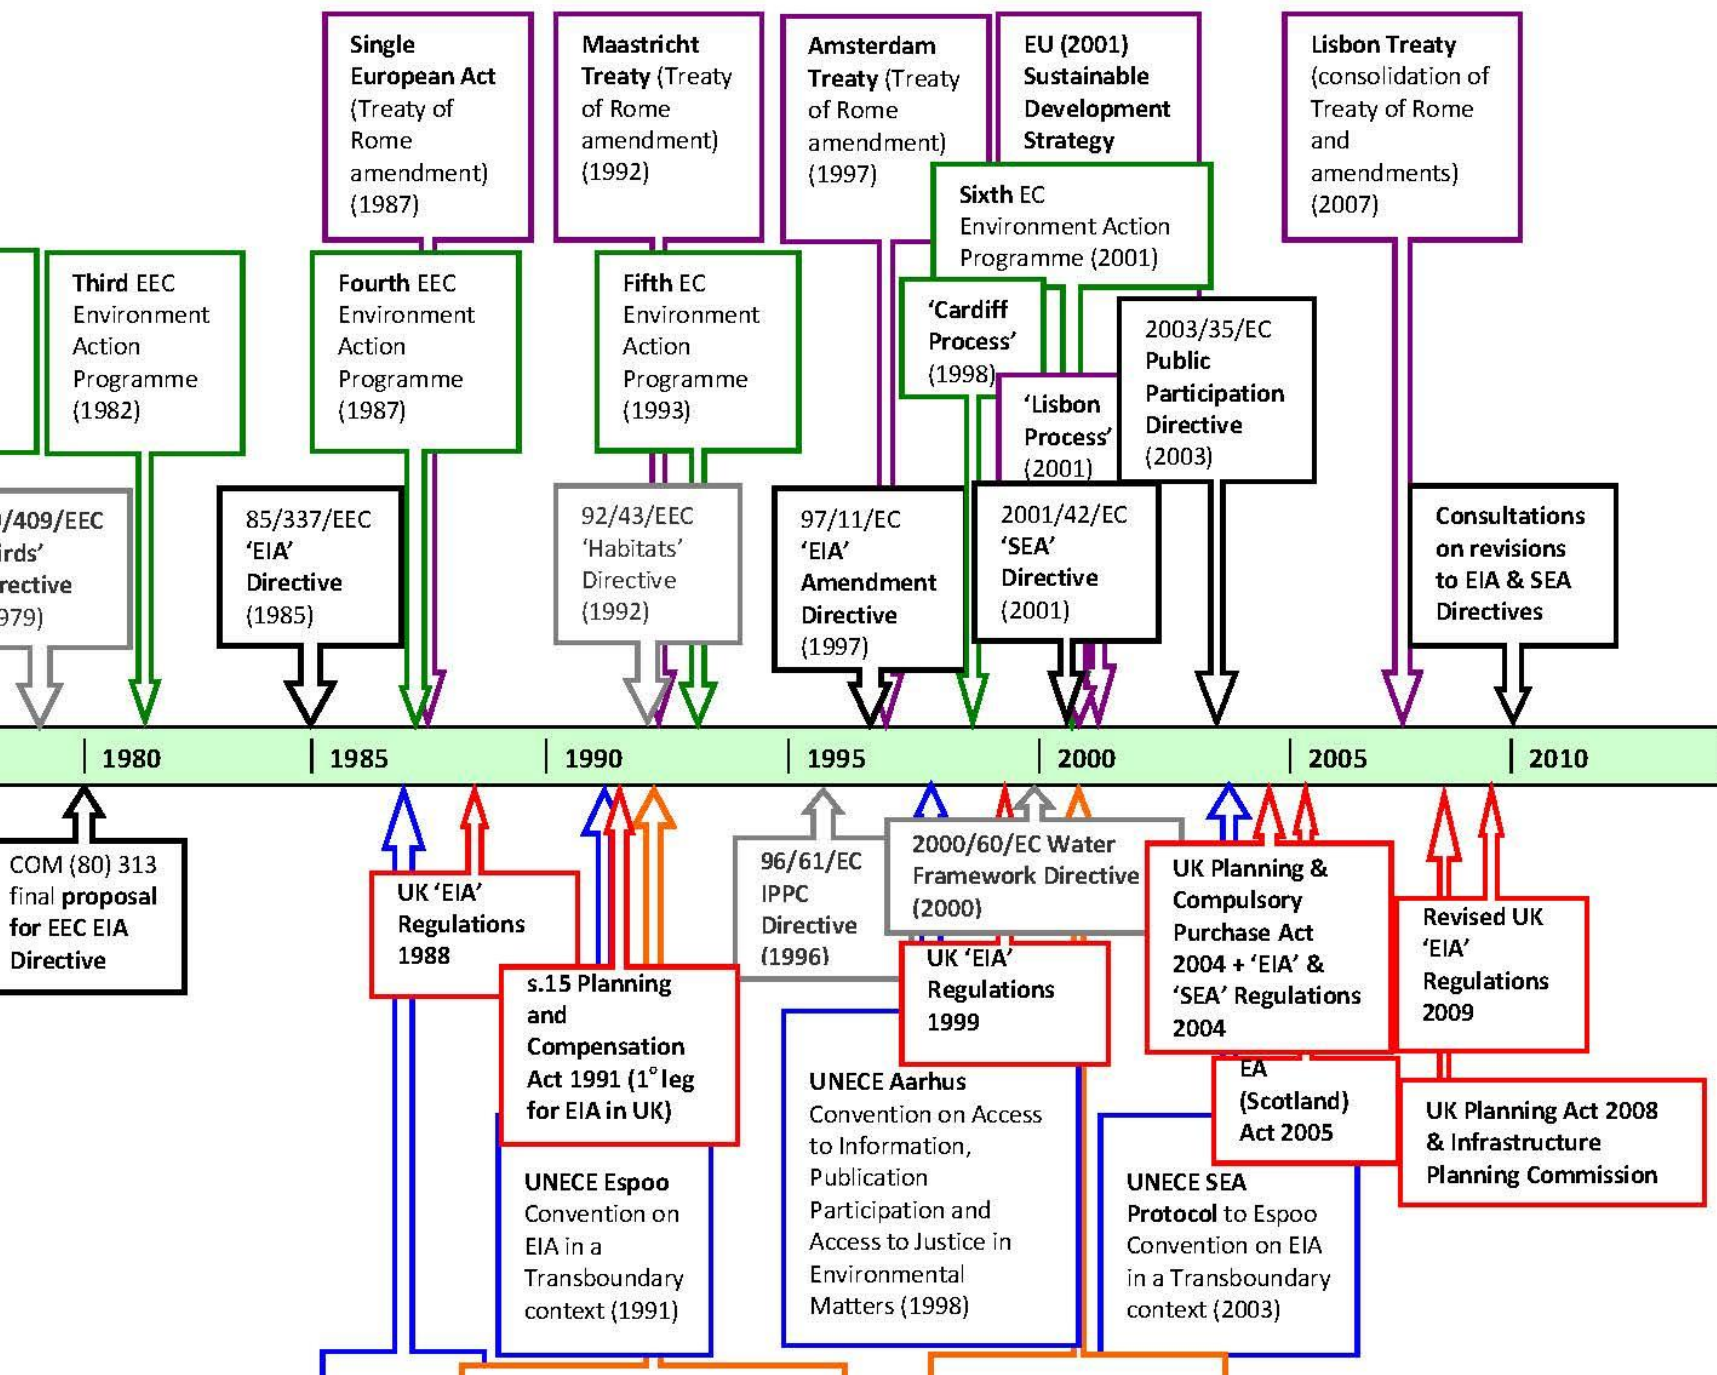 Single
European Act
(Treaty of
Rome
amendment)
(1987)
Maastricht
Treaty (Treaty
of Rome
amendment)
(1992)
Amsterdam
Treaty (Treaty
of Rome
amendment)
(1997)
EU (2001)
Sustainable
Development
Strategy
Lisbon Treaty
(consolidation of
Treaty of Rome
and
amendments)
(2007)
Sixth EC
Environment Action
Programme (2001)
Third EEC
Environment
Action
Programme
(1982)
Fourth EEC
Environment
Action
Programme
(1987)
Fifth EC
Environment
Action
Programme
(1993)
‘Cardiff
Process’
(1998)
‘Lisbon
Process’
(2001)
2003/35/EC
Public
Participation
Directive
(2003)
/409/EEC
irds’
rective
979)
85/337/EEC
‘EIA’
Directive
(1985)
92/43/EEC
‘Habitats’
Directive
(1992)
97/11/EC
‘EIA’
Amendment
Directive
(1997)
2001/42/EC
‘SEA’
Directive
(2001)
Consultations
on revisions
to EIA & SEA
Directives
1980 1985 1990 1995 2000 2005 2010
COM (80) 313
final proposal
for EEC EIA
Directive
UK ‘EIA’
Regulations
1988
s.15 Planning
and
Compensation
Act 1991 (1° leg
for EIA in UK)
UNECE Espoo
Convention on
EIA in a
Transboundary
context (1991)
96/61/EC
IPPC
Directive
(1996)
2000/60/EC Water
Framework Directive
(2000)
UK ‘EIA’
Regulations
1999
UNECE Aarhus
Convention on Access
to Information,
Publication
Participation and
Access to Justice in
Environmental
Matters (1998)
UK Planning &
Compulsory
Purchase Act
2004 + ‘EIA’ &
‘SEA’ Regulations
2004
EA
(Scotland)
Act 2005
UNECE SEA
Protocol to Espoo
Convention on EIA
in a Transboundary
context (2003)
Revised UK
‘EIA’
Regulations
2009
UK Planning Act 2008
& Infrastructure
Planning Commission